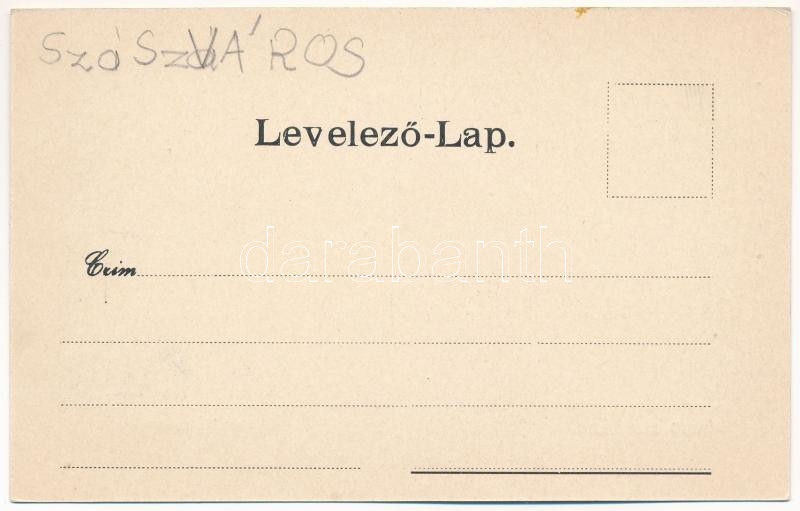 SzÓSzVÁROS
Levelező-Lap.
Czim
darabanth